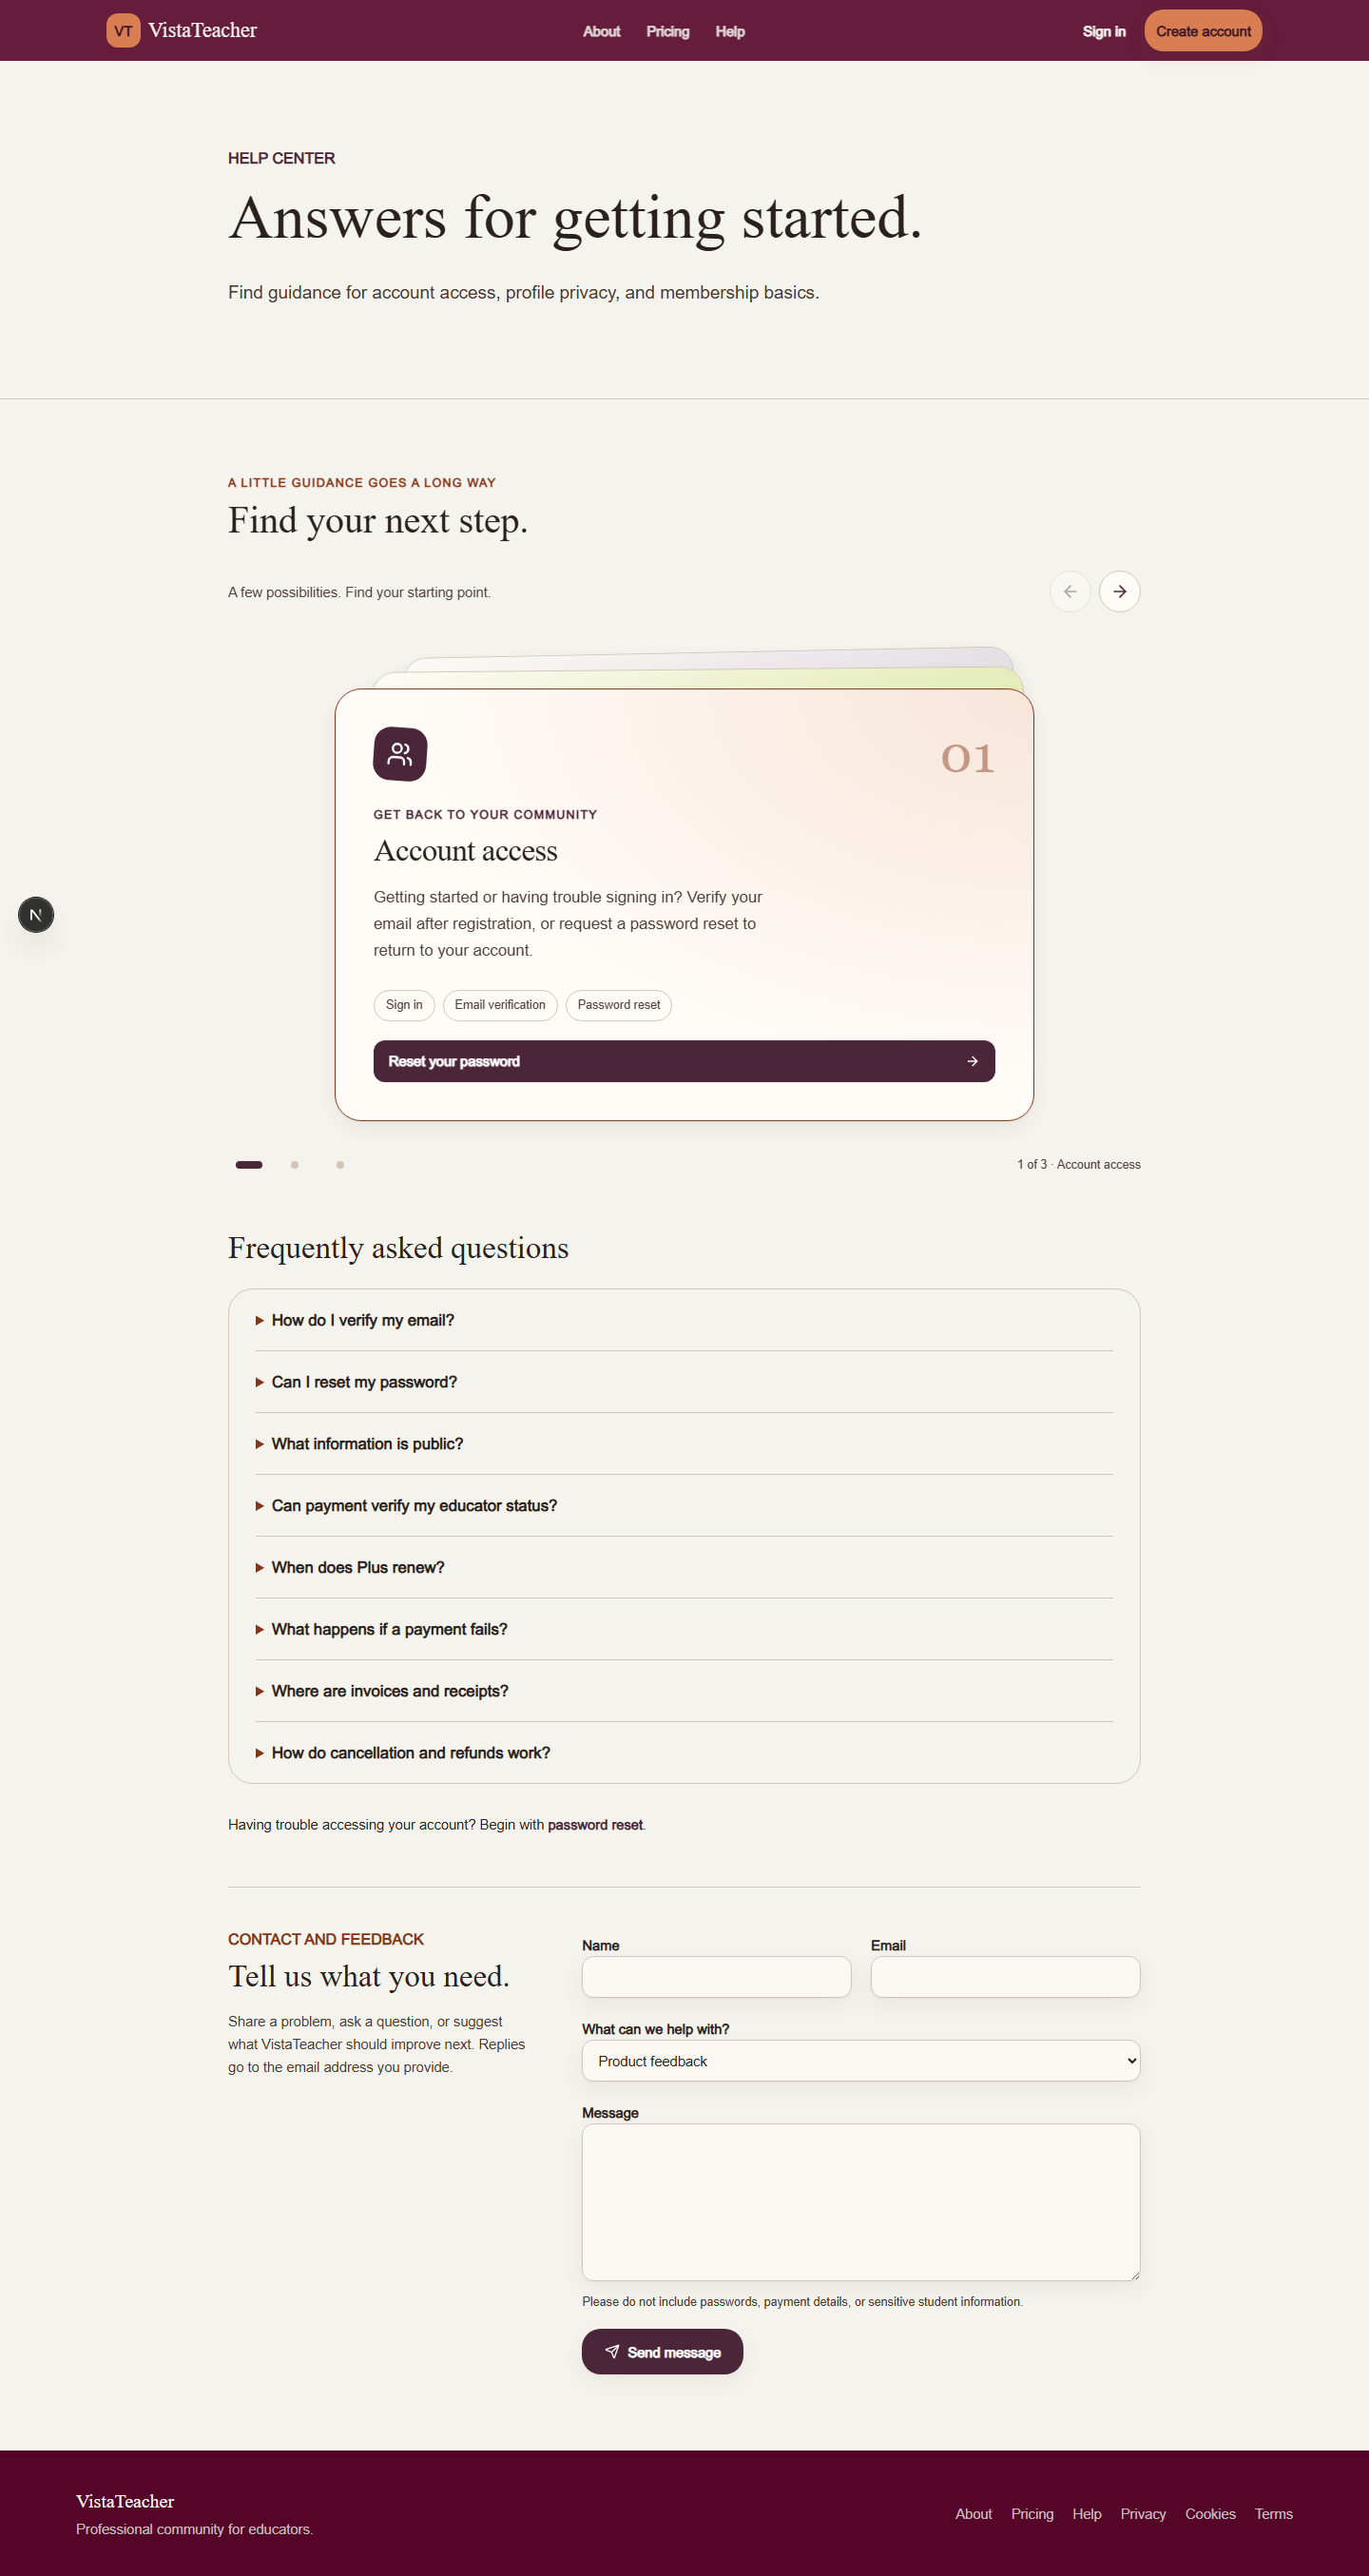 VT VistaTeacher
About Pricing Help
Sign in Create account
HELP CENTER
Answers for getting started.
Find guidance for account access, profile privacy, and membership basics.
A LITTLE GUIDANCE GOES A LONG WAY
Find your next step.
A few possibilities. Find your starting point.
01
GET BACK TO YOUR COMMUNITY
Account access
Getting started or having trouble signing in? Verify your
email after registration, or request a password reset to
return to your account.
Sign in Email verification Password reset
Reset your password
N
1 of 3 · Account access
Frequently asked questions
How do I verify my email?
Can I reset my password?
What information is public?
Can payment verify my educator status?
When does Plus renew?
What happens if a payment fails?
Where are invoices and receipts?
How do cancellation and refunds work?
Having trouble accessing your account? Begin with password reset.
CONTACT AND FEEDBACK
Tell us what you need.
Share a problem, ask a question, or suggest
what VistaTeacher should improve next. Replies
go to the email address you provide.
Name
Email
What can we help with?
Product feedback
Message
Please do not include passwords, payment details, or sensitive student information.
Send message
VistaTeacher
Professional community for educators.
About Pricing Help Privacy Cookies Terms